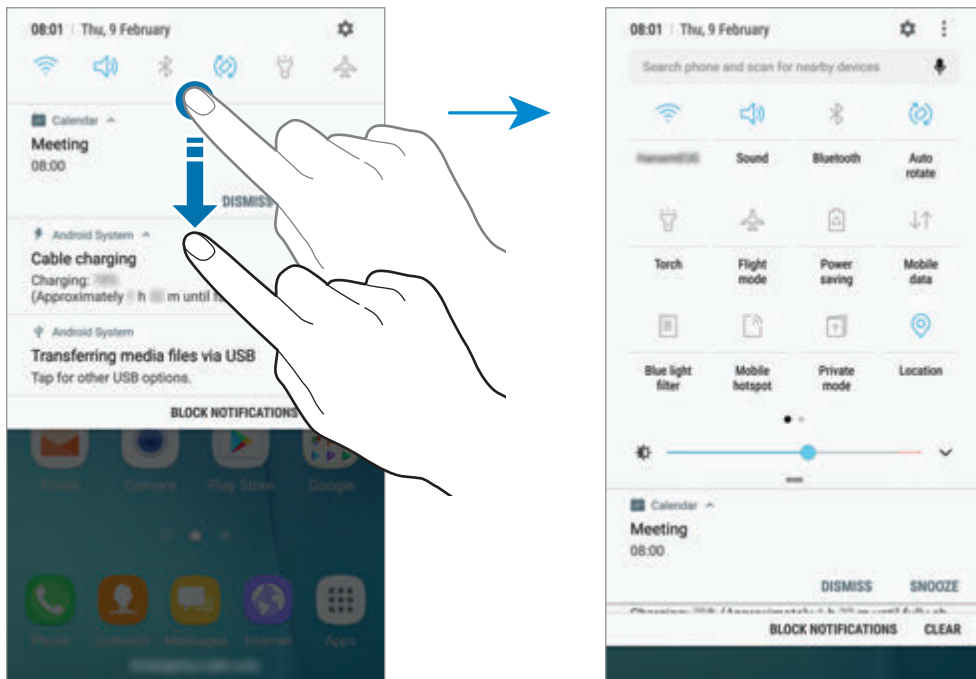 08:01 Thu, 9 February
Calendar
Meeting
08:00
DISMISS
Android System
Cable charging
Charging:
(Approximately h m until f
Android System
Transferring media files via USB
Tap for other USB options.
BLOCK NOTIFICATIONS
Email Camera Play Store Google
Phone Contacts Messages Internet Apps
08:01 Thu, 9 February
Search phone and scan for nearby devices
Sound Bluetooth Auto
rotate
Torch Flight
mode Power
saving Mobile
data
Blue light
filter Mobile
hotspot Private
mode Location
Calendar
Meeting
08:00
DISMISS SNOOZE
BLOCK NOTIFICATIONS CLEAR